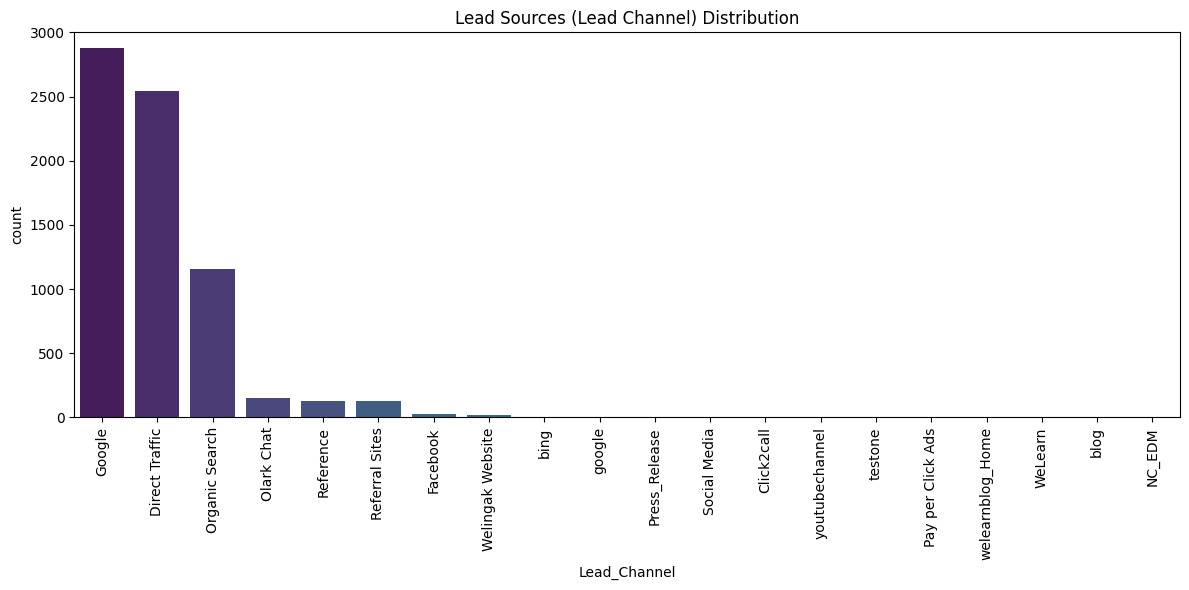 Lead Sources (Lead Channel) Distribution
3000
2500
2000
1500
1000
500
0
count
Google
Direct Traffic
Organic Search
Olark Chat
Reference
Referral Sites
Facebook
Welingak Website
bing
google
Press_Release
Social Media
Click2call
youtubechannel
testone
Pay per Click Ads
welearnblog_Home
WeLearn
blog
NC_EDM
Lead_Channel